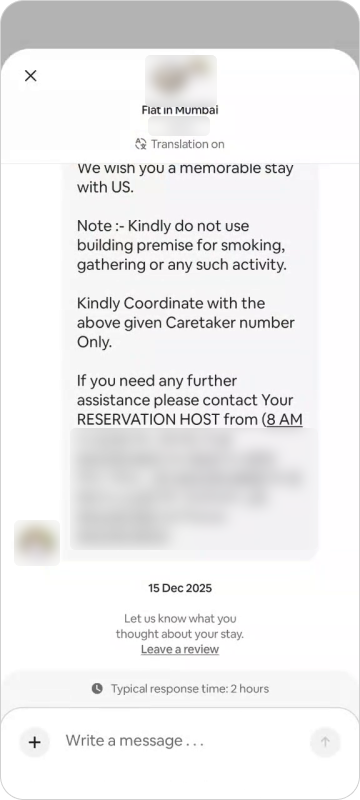 Flat in Mumbai
Translation on
We wish you a memorable stay
with US.
Note :- Kindly do not use
building premise for smoking,
gathering or any such activity.
Kindly Coordinate with the
above given Caretaker number
Only.
If you need any further
assistance please contact Your
RESERVATION HOST from (8 AM
15 Dec 2025
Let us know what you
thought about your stay.
Leave a review
Typical response time: 2 hours
Write a message . . .